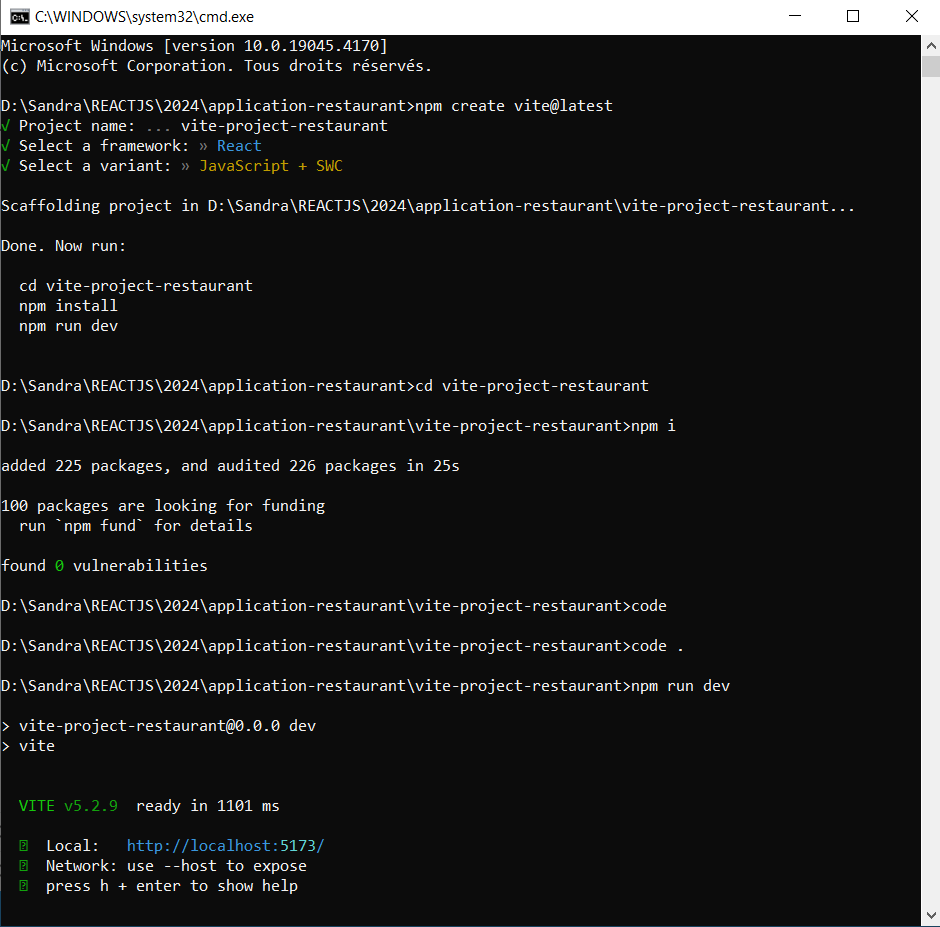 C:\WINDOWS\system32\cmd.exe
Microsoft Windows [version 10.0.19045.4170]
(c) Microsoft Corporation. Tous droits réservés.
D:\Sandra\REACTJS\2024\application-restaurant>npm create vite@latest
√ Project name: ... vite-project-restaurant
√ Select a framework: » React
√ Select a variant: » JavaScript + SWC
Scaffolding project in D:\Sandra\REACTJS\2024\application-restaurant\vite-project-restaurant...
Done. Now run:
cd vite-project-restaurant
npm install
npm run dev
D:\Sandra\REACTJS\2024\application-restaurant>cd vite-project-restaurant
D:\Sandra\REACTJS\2024\application-restaurant\vite-project-restaurant>npm i
added 225 packages, and audited 226 packages in 25s
100 packages are looking for funding
run `npm fund` for details
found 0 vulnerabilities
D:\Sandra\REACTJS\2024\application-restaurant\vite-project-restaurant>code
D:\Sandra\REACTJS\2024\application-restaurant\vite-project-restaurant>code .
D:\Sandra\REACTJS\2024\application-restaurant\vite-project-restaurant>npm run dev
> vite-project-restaurant@0.0.0 dev
> vite
VITE v5.2.9 ready in 1101 ms
Local: http://localhost:5173/
Network: use --host to expose
press h + enter to show help